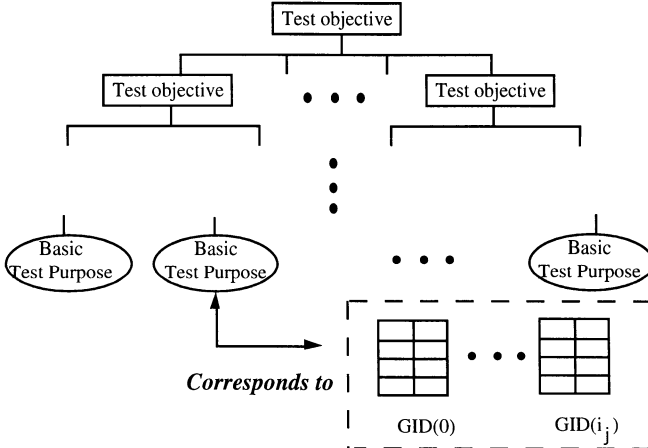 Test objective
Test objective
Test objective
Basic
Test Purpose
Basic
Test Purpose
Basic
Test Purpose
Corresponds to
GID(0)
GID(i_j)